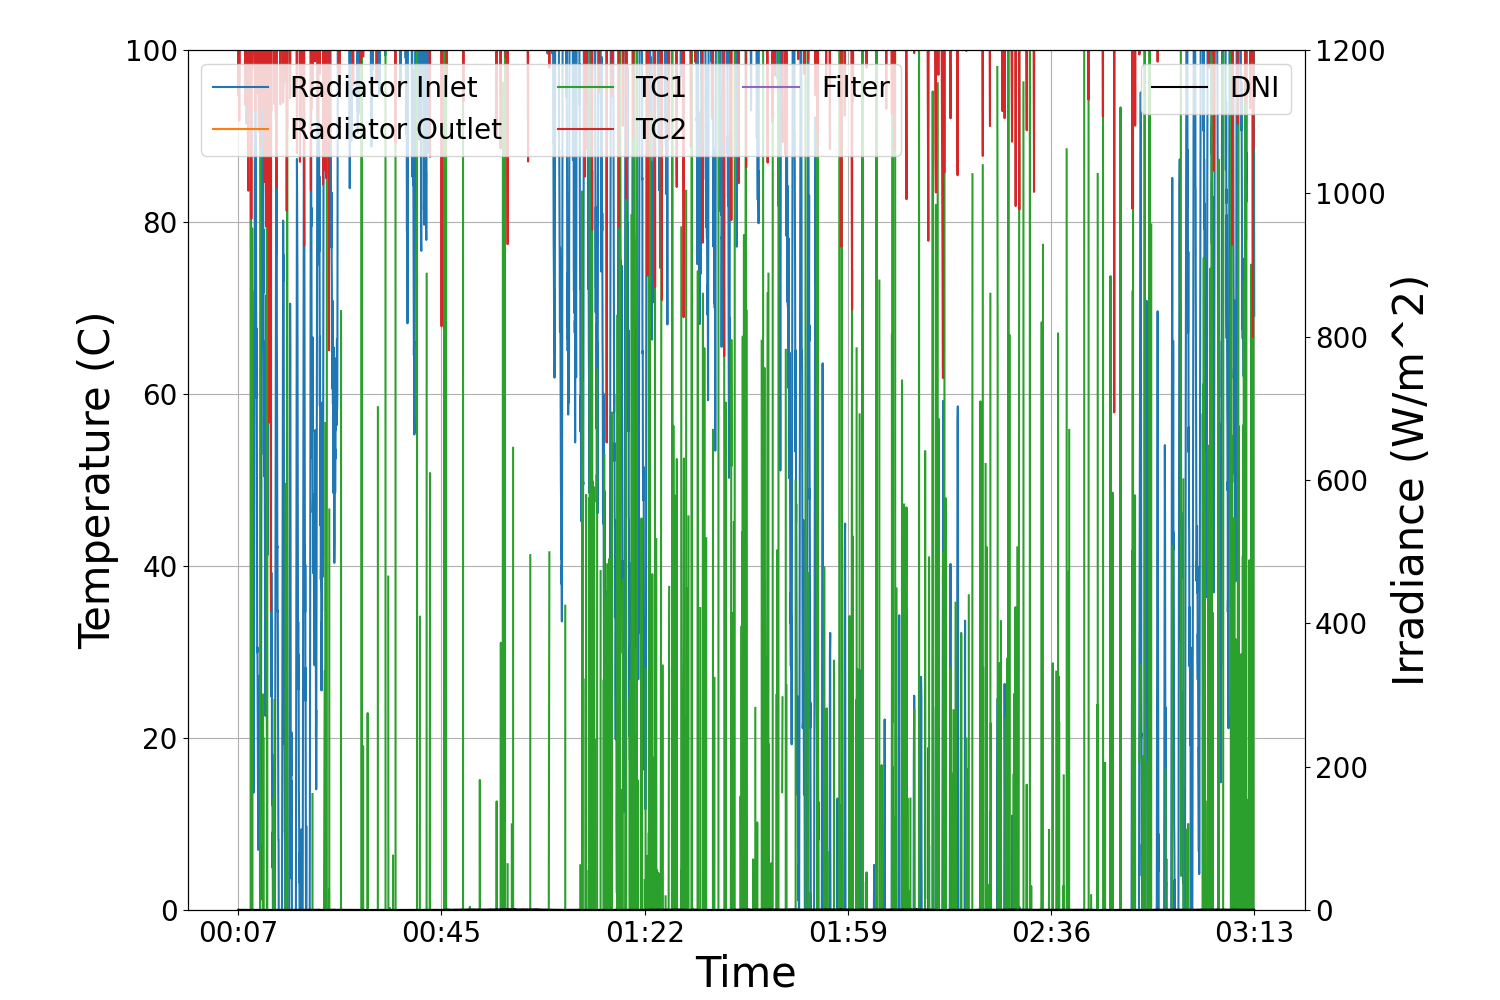 100
80
60
40
20
0
Temperature (C)
Radiator Inlet
Radiator Outlet
TC1
TC2
Filter
DNI
1200
1000
800
600
400
200
0
Irradiance (W/m^2)
00:07
00:45
01:22
01:59
02:36
03:13
Time